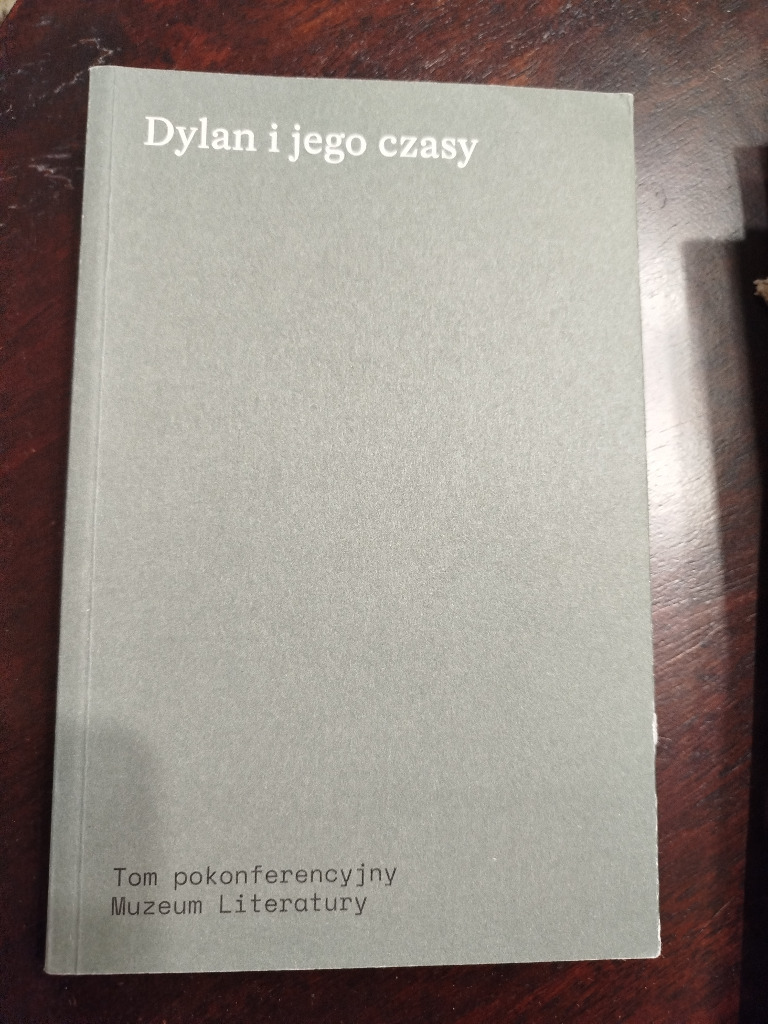 Dylan i jego czasy
Tom pokonferencyjny
Muzeum Literatury